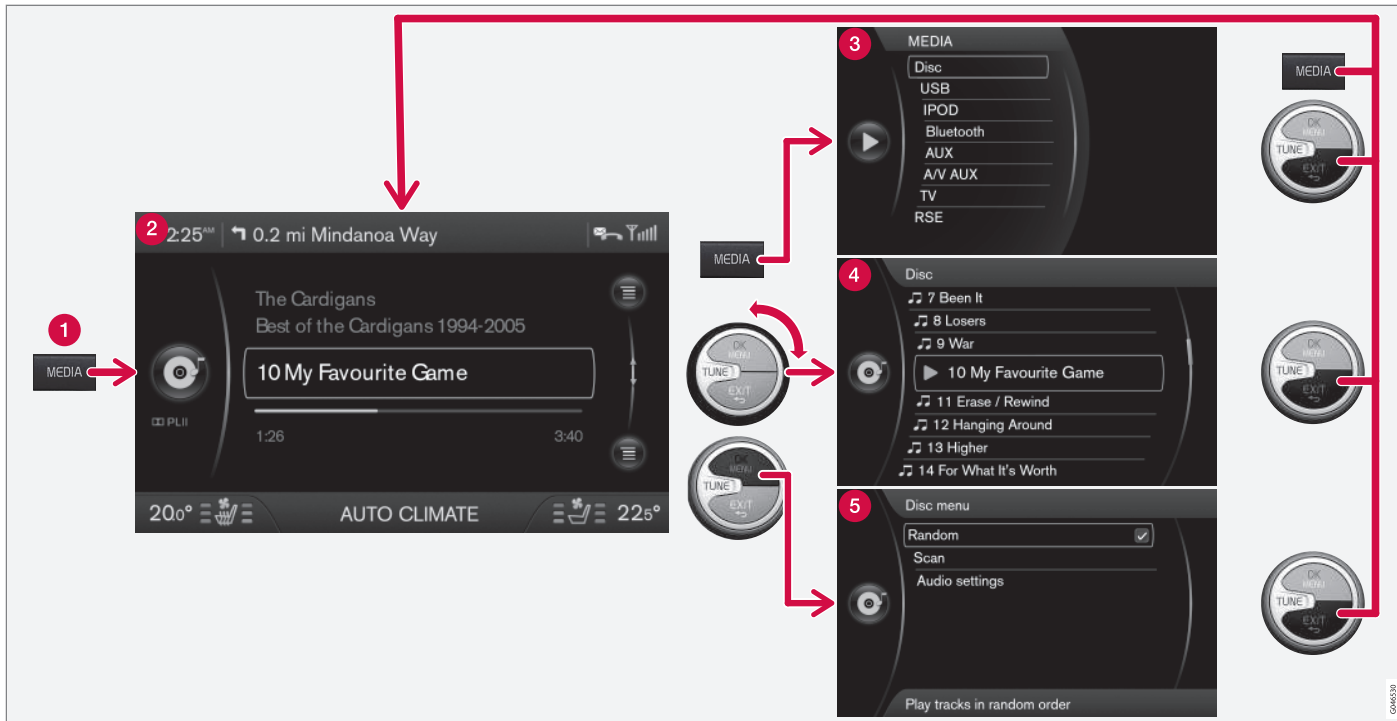 1
MEDIA
2
2:25 AM
0.2 mi Mindanoa Way
The Cardigans
Best of the Cardigans 1994-2005
10 My Favourite Game
1:26
3:40
PLII
20.0°
AUTO CLIMATE
22.5°
MEDIA
OK
MENU
TUNE
EXIT
OK
MENU
TUNE
EXIT
3
MEDIA
Disc
USB
IPOD
Bluetooth
AUX
A/V AUX
TV
RSE
4
Disc
7 Been It
8 Losers
9 War
10 My Favourite Game
11 Erase / Rewind
12 Hanging Around
13 Higher
14 For What It's Worth
5
Disc menu
Random
Scan
Audio settings
Play tracks in random order
MEDIA
OK
MENU
TUNE
EXIT
OK
MENU
TUNE
EXIT
OK
MENU
TUNE
EXIT
G046530